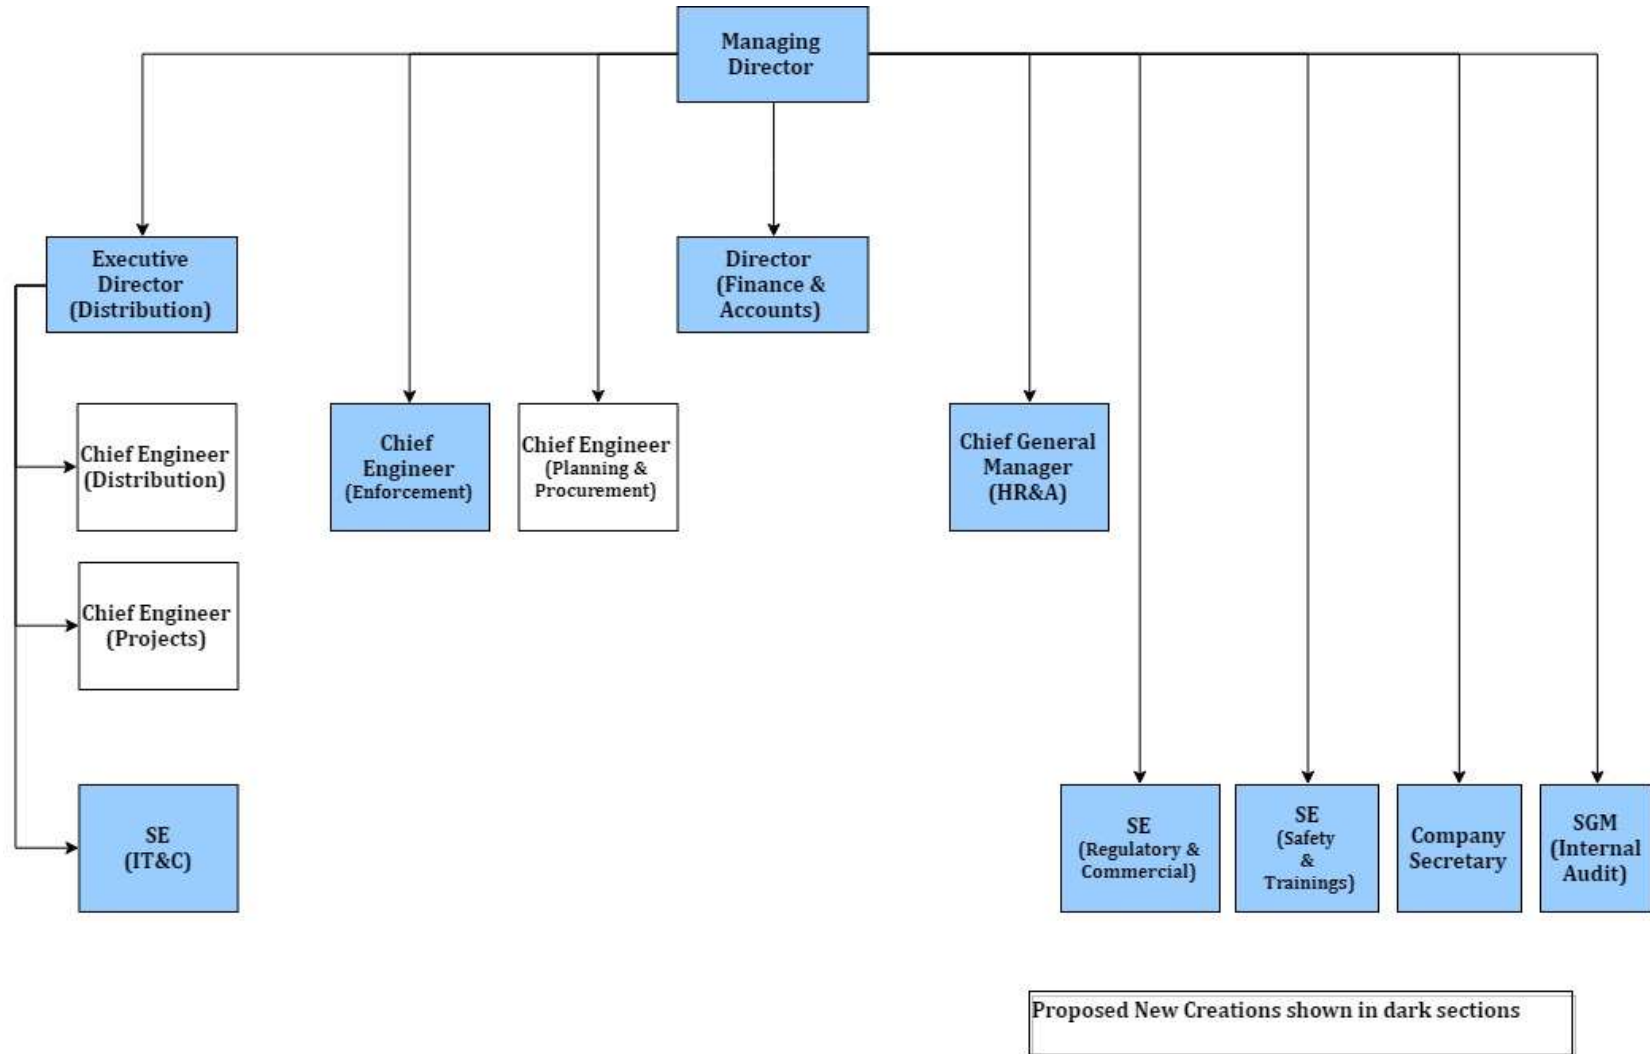 Managing
Director
Executive
Director
(Distribution)
Director
(Finance &
Accounts)
Chief Engineer
(Distribution)
Chief
Engineer
(Enforcement)
Chief Engineer
(Planning &
Procurement)
Chief General
Manager
(HR&A)
Chief Engineer
(Projects)
SE
(IT&C)
SE
(Regulatory &
Commercial)
SE
(Safety
&
Trainings)
Company
Secretary
SGM
(Internal
Audit)
Proposed New Creations shown in dark sections